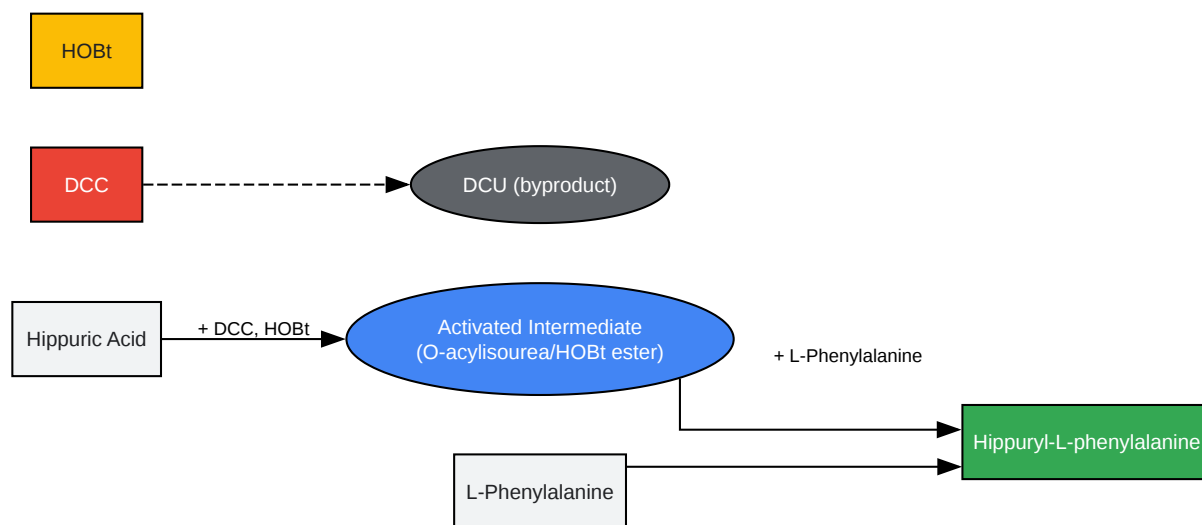 HOBt
DCC
DCU (byproduct)
Hippuric Acid
+ DCC, HOBt
Activated Intermediate
(O-acylisourea/HOBt ester)
+ L-Phenylalanine
Hippuryl-L-phenylalanine
L-Phenylalanine